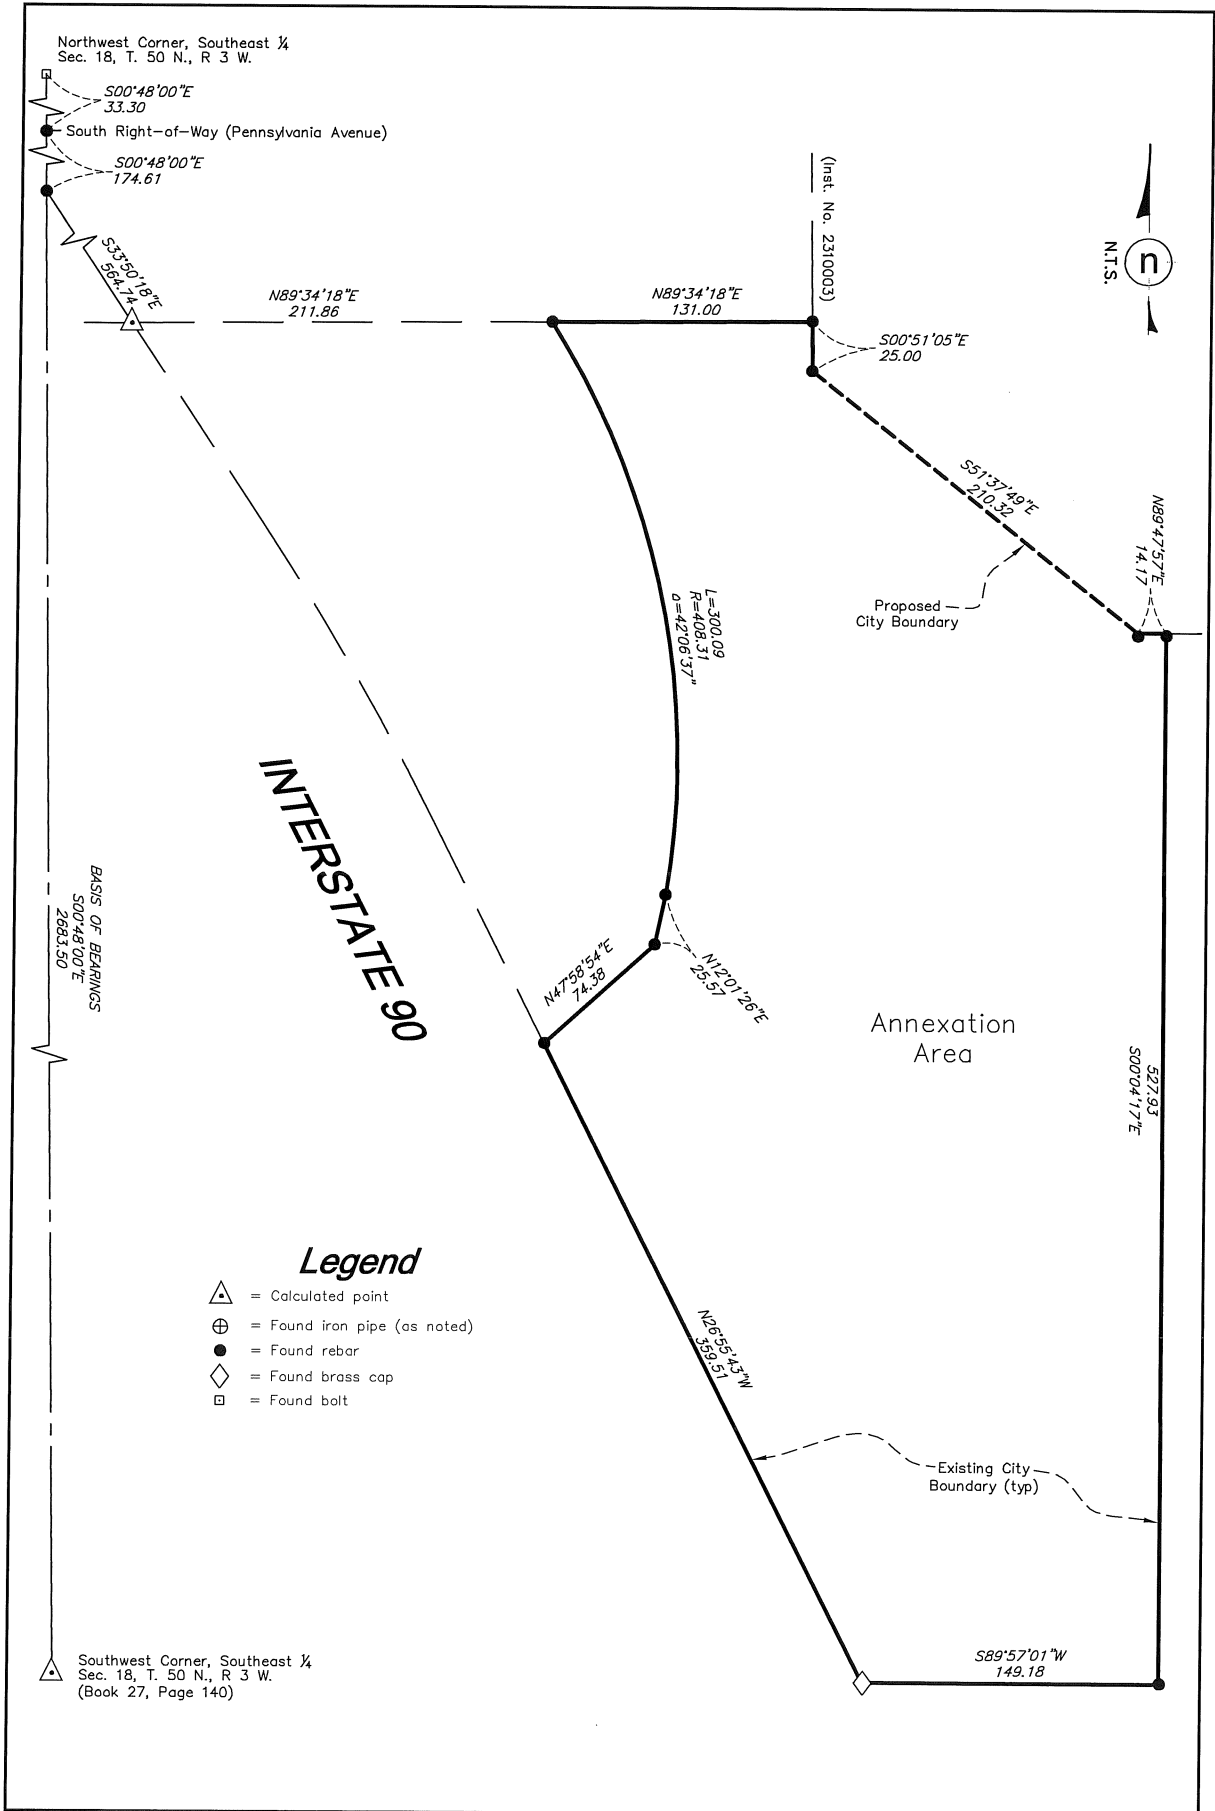 Northwest Corner, Southeast ¼
Sec. 18, T. 50 N., R 3 W.
S00°48'00"E
33.30
South Right-of-Way (Pennsylvania Avenue)
S00°48'00"E
174.61
S33°50'18"E
564.74
N89°34'18"E
211.86
N89°34'18"E
131.00
(Inst. No. 2310003)
n
N.T.S.
S00°51'05"E
25.00
S51°37'49"E
210.32
N89°47'57"E
14.17
Proposed
City Boundary
L=300.09
R=408.31
Δ=42°06'37"
INTERSTATE 90
BASIS OF BEARINGS
S00°48'00"E
2683.50
N47°58'54"E
74.38
N12°01'26"E
25.57
Annexation
Area
527.93
S00°04'17"E
Legend
= Calculated point
= Found iron pipe (as noted)
= Found rebar
= Found brass cap
= Found bolt
N26°55'43"W
359.51
Existing City
Boundary (typ)
S89°57'01"W
149.18
Southwest Corner, Southeast ¼
Sec. 18, T. 50 N., R 3 W.
(Book 27, Page 140)